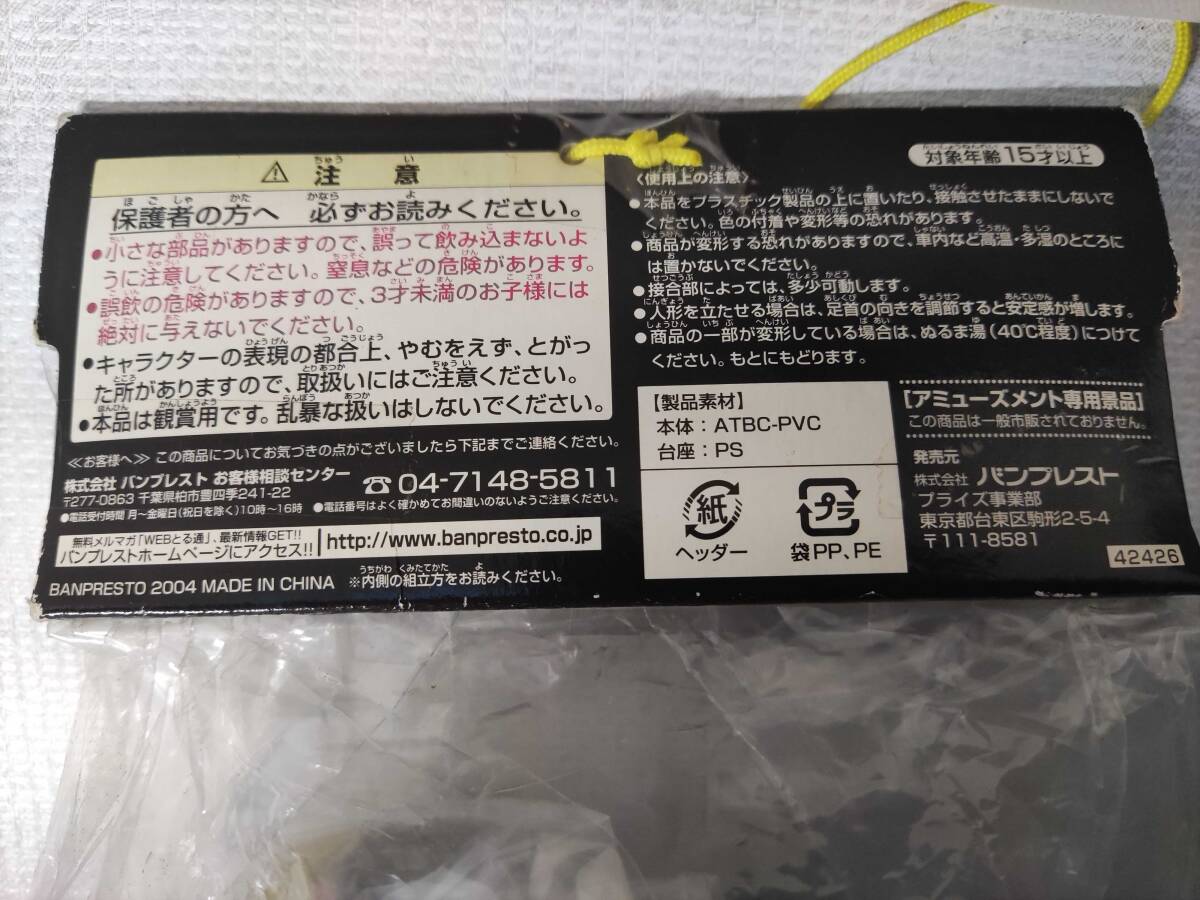 ⚠ 注意
保護者の方へ 必ずお読みください。
●小さな部品がありますので、誤って飲み込まないよ
うに注意してください。窒息などの危険があります。
●誤飲の危険がありますので、3才未満のお子様には
絶対に与えないでください。
●キャラクターの表現の都合上、やむをえず、とがっ
た所がありますので、取扱いにはご注意ください。
●本品は観賞用です。乱暴な扱いはしないでください。
≪お客様へ≫ この商品についてお気づきの点がございましたら下記までご連絡ください。
株式会社 バンプレスト お客様相談センター
〒277-0863 千葉県柏市豊四季241-22
☎04-7148-5811
●電話受付時間 月〜金曜日(祝日を除く)10時〜16時 ●電話番号はよく確かめてお間違いのないようご注意ください。
無料メルマガ「WEBとる通」、最新情報GET!!
バンプレストホームページにアクセス!!
http://www.banpresto.co.jp
BANPRESTO 2004 MADE IN CHINA ※内側の組立方をお読みください。
対象年齢15才以上
〈使用上の注意〉
●本品をプラスチック製品の上に置いたり、接触させたままにしないで
ください。色の付着や変形等の恐れがあります。
●商品が変形する恐れがありますので、車内など高温・多湿のところに
は置かないでください。
●接合部によっては、多少可動します。
●人形を立たせる場合は、足首の向きを調節すると安定感が増します。
●商品の一部が変形している場合は、ぬるま湯(40℃程度)につけて
ください。もとにもどります。
【製品素材】
本体:ATBC-PVC
台座:PS
紙
ヘッダー
プラ
袋PP、PE
【アミューズメント専用景品】
この商品は一般市販されておりません。
発売元
株式会社 バンプレスト
プライズ事業部
東京都台東区駒形2-5-4
〒111-8581
42426